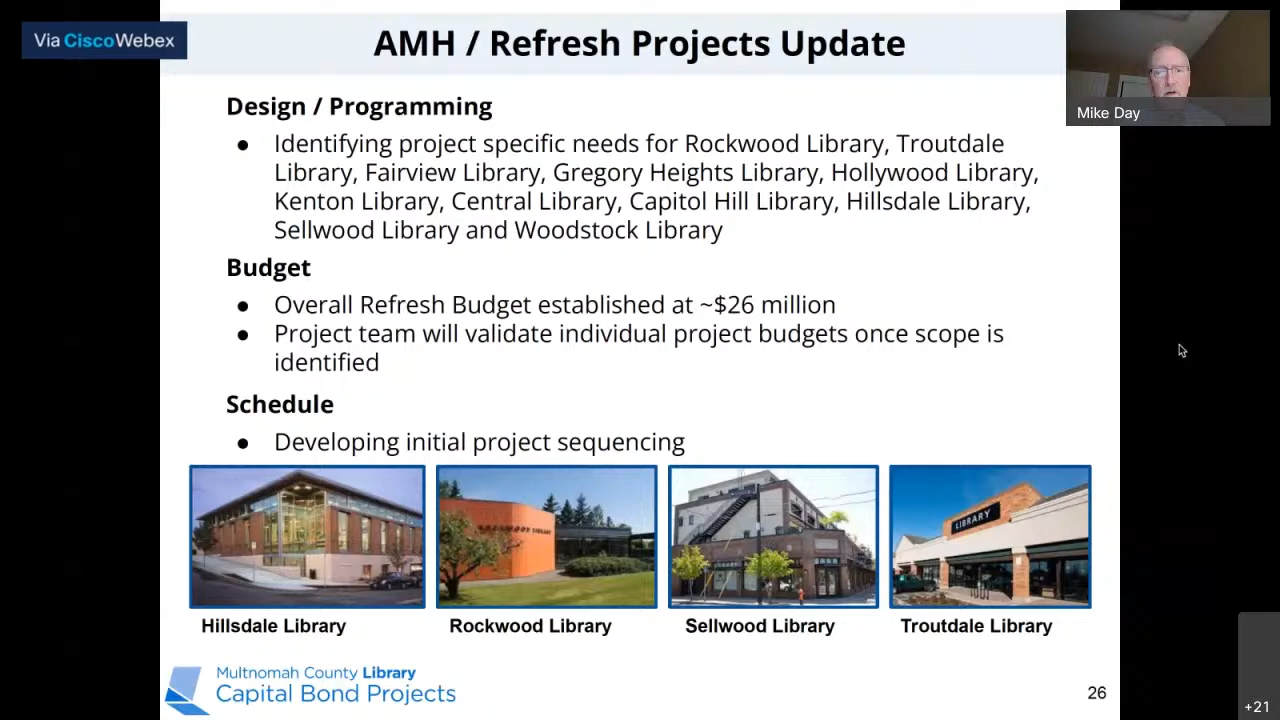 Via CiscoWebex
AMH / Refresh Projects Update
Mike Day
Design / Programming
● Identifying project specific needs for Rockwood Library, Troutdale
Library, Fairview Library, Gregory Heights Library, Hollywood Library,
Kenton Library, Central Library, Capitol Hill Library, Hillsdale Library,
Sellwood Library and Woodstock Library
Budget
● Overall Refresh Budget established at ~$26 million
● Project team will validate individual project budgets once scope is
identified
Schedule
● Developing initial project sequencing
ROCKWOOD LIBRARY
LIBRARY
Hillsdale Library
Rockwood Library
Sellwood Library
Troutdale Library
Multnomah County Library
Capital Bond Projects
26
+21